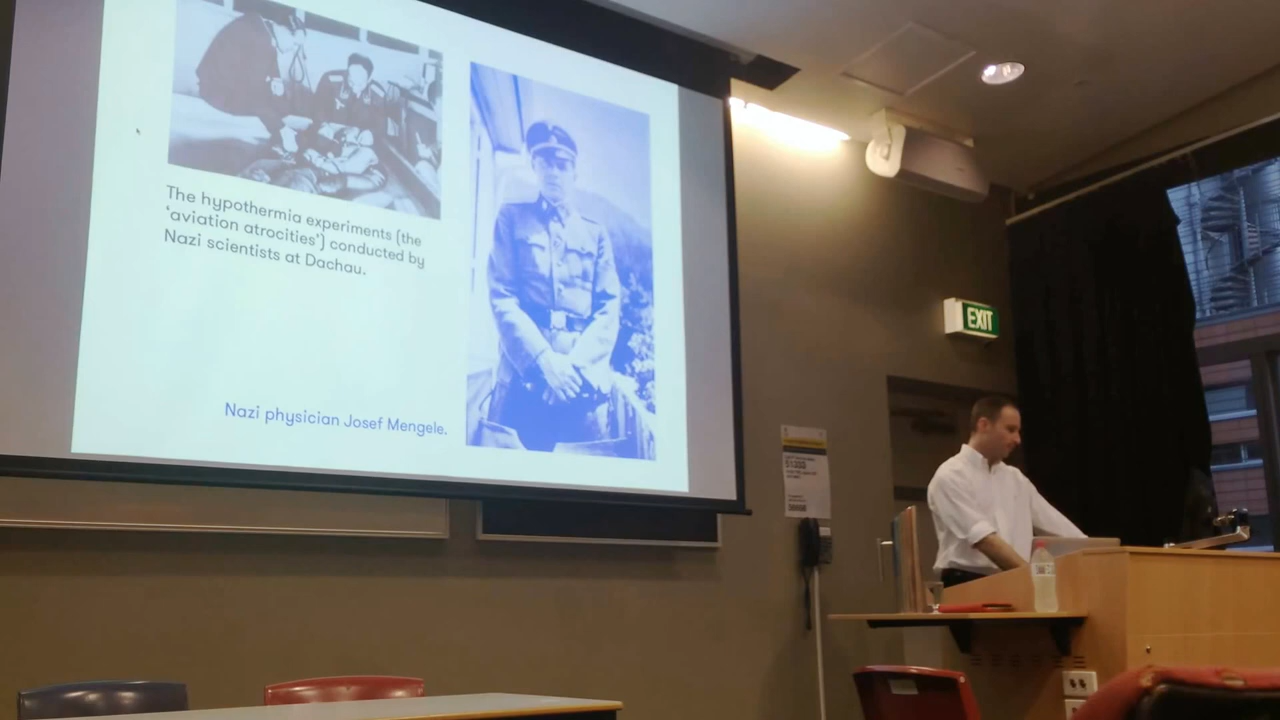 The hypothermia experiments (the
‘aviation atrocities’) conducted by
Nazi scientists at Dachau.
Nazi physician Josef Mengele.
EXIT